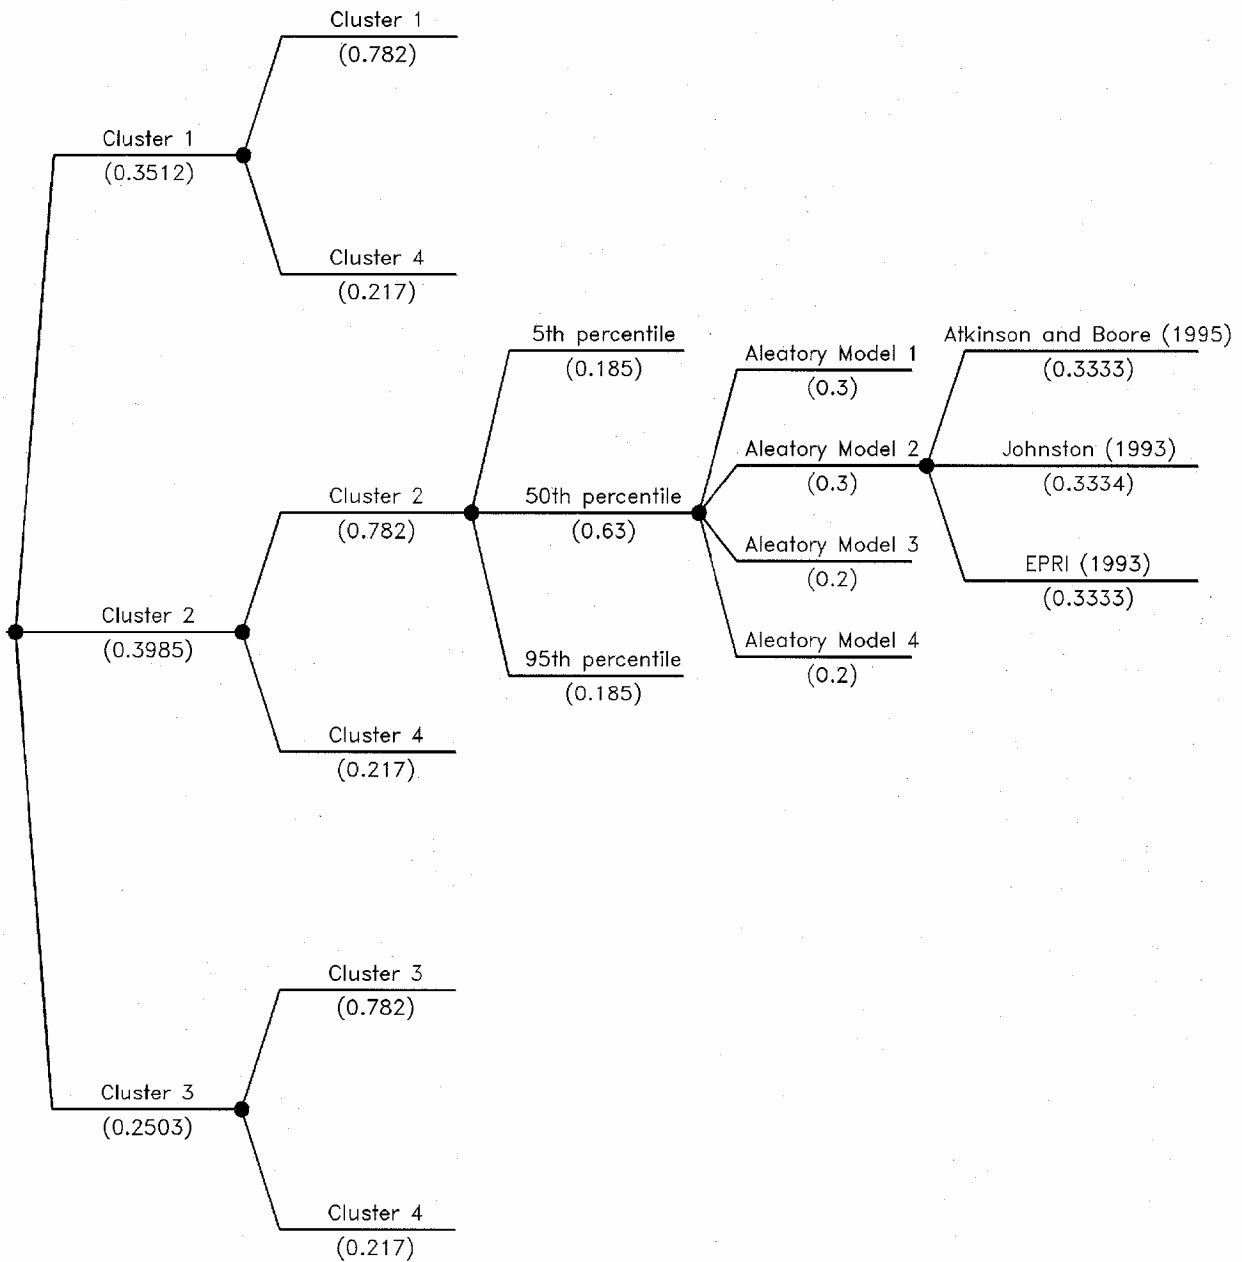 Cluster 1
(0.782)
Cluster 1
(0.3512)
Cluster 4
(0.217)
5th percentile
(0.185)
Aleatory Model 1
(0.3)
Atkinson and Boore (1995)
(0.3333)
Aleatory Model 2
(0.3)
Johnston (1993)
(0.3334)
Cluster 2
(0.782)
50th percentile
(0.63)
Aleatory Model 3
(0.2)
EPRI (1993)
(0.3333)
Cluster 2
(0.3985)
95th percentile
(0.185)
Aleatory Model 4
(0.2)
Cluster 4
(0.217)
Cluster 3
(0.782)
Cluster 3
(0.2503)
Cluster 4
(0.217)